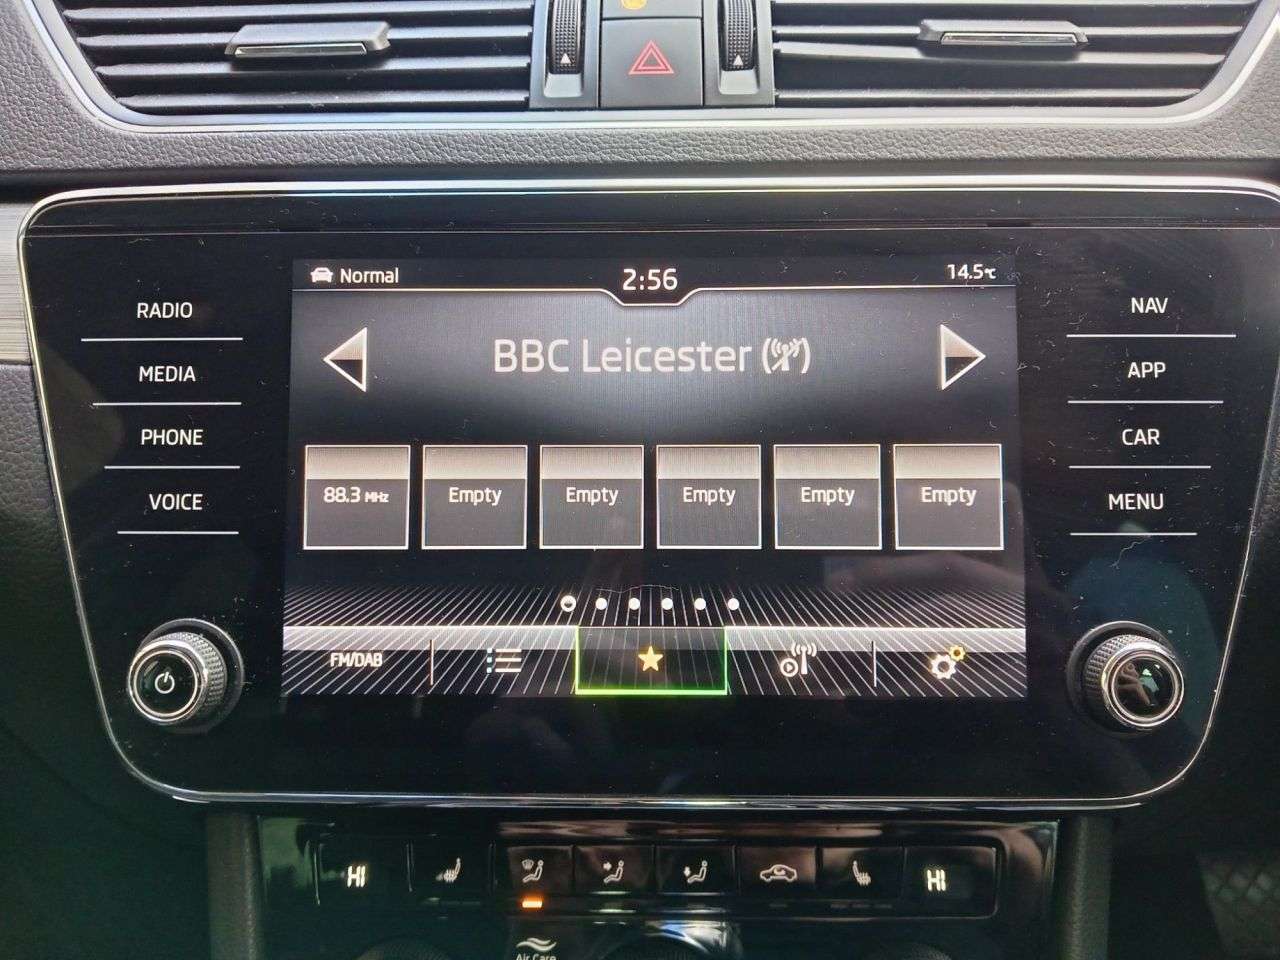 Normal
2:56
14.5°C
RADIO
MEDIA
PHONE
VOICE
BBC Leicester
NAV
APP
CAR
MENU
88.3 MHz
Empty
Empty
Empty
Empty
Empty
FM/DAB
HI
HI
Air Care